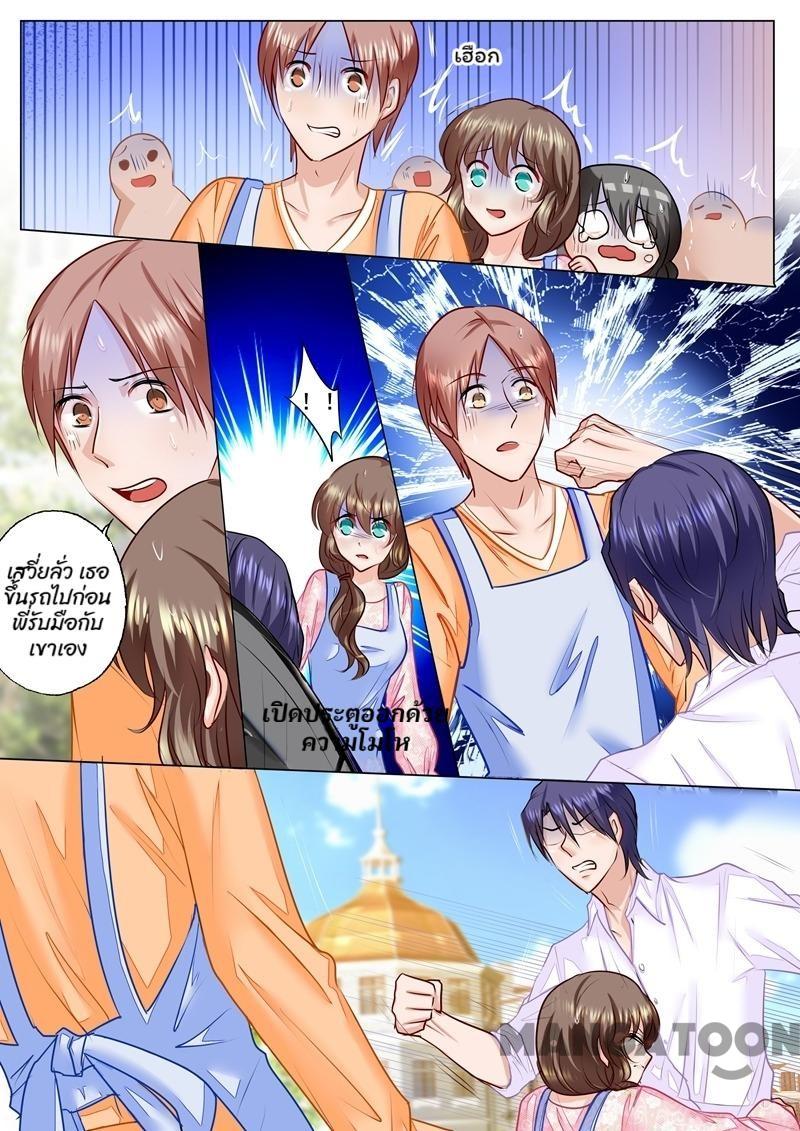 เฮือก
! !
เสวี่ยลั่ว เธอ
ขึ้นรถไปก่อน
พี่รับมือกับ
เขาเอง
เปิดประตูออกด้วย
ความโมโห
MANGATOON